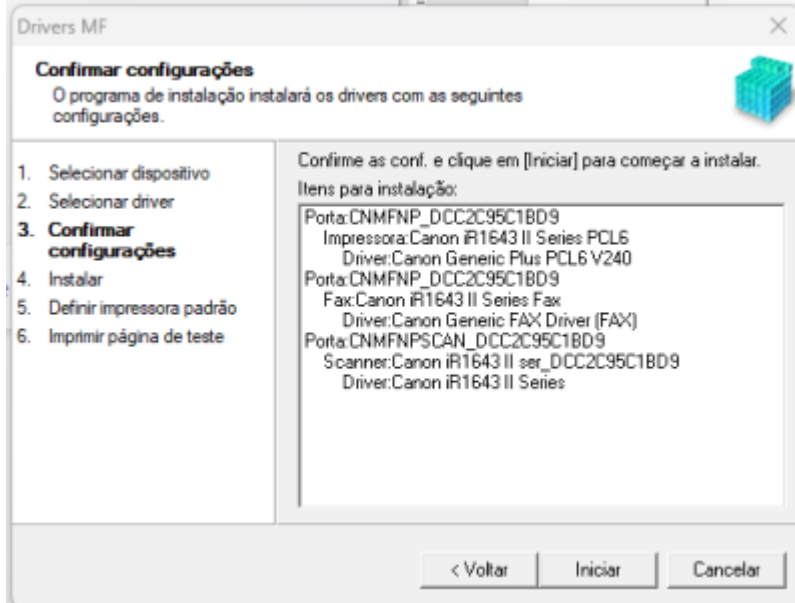 Drivers MF
Confirmar configurações
O programa de instalação instalará os drivers com as seguintes
configurações.
1. Selecionar dispositivo
2. Selecionar driver
3. Confirmar
configurações
4. Instalar
5. Definir impressora padrão
6. Imprimir página de teste
Confirme as conf. e clique em [Iniciar] para começar a instalar.
Itens para instalação:
Porta:CNMFNP_DCC2C95C1BD9
Impressora:Canon iR1643 II Series PCL6
Driver:Canon Generic Plus PCL6 V240
Porta:CNMFNP_DCC2C95C1BD9
Fax:Canon iR1643 II Series Fax
Driver:Canon Generic FAX Driver (FAX)
Porta:CNMFNPSCAN_DCC2C95C1BD9
Scanner:Canon iR1643 II ser_DCC2C95C1BD9
Driver:Canon iR1643 II Series
< Voltar
Iniciar
Cancelar